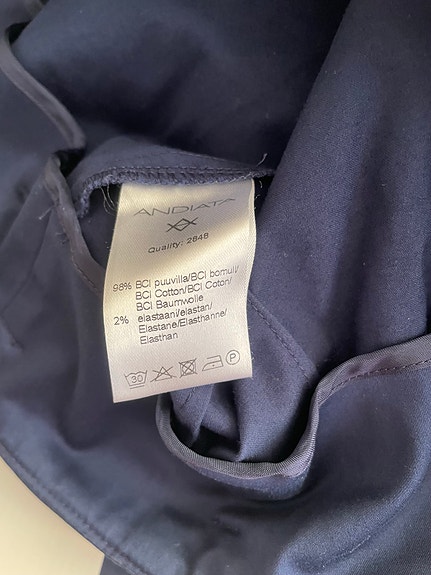 ANDIATA
Quality: 2648
98% BCI puuvilla/BCI bomull/
BCI Cotton/BCI Coton/
BCI Baumwolle
2% elastaani/elastan/
Elastane/Elasthanne/
Elasthan
30 P